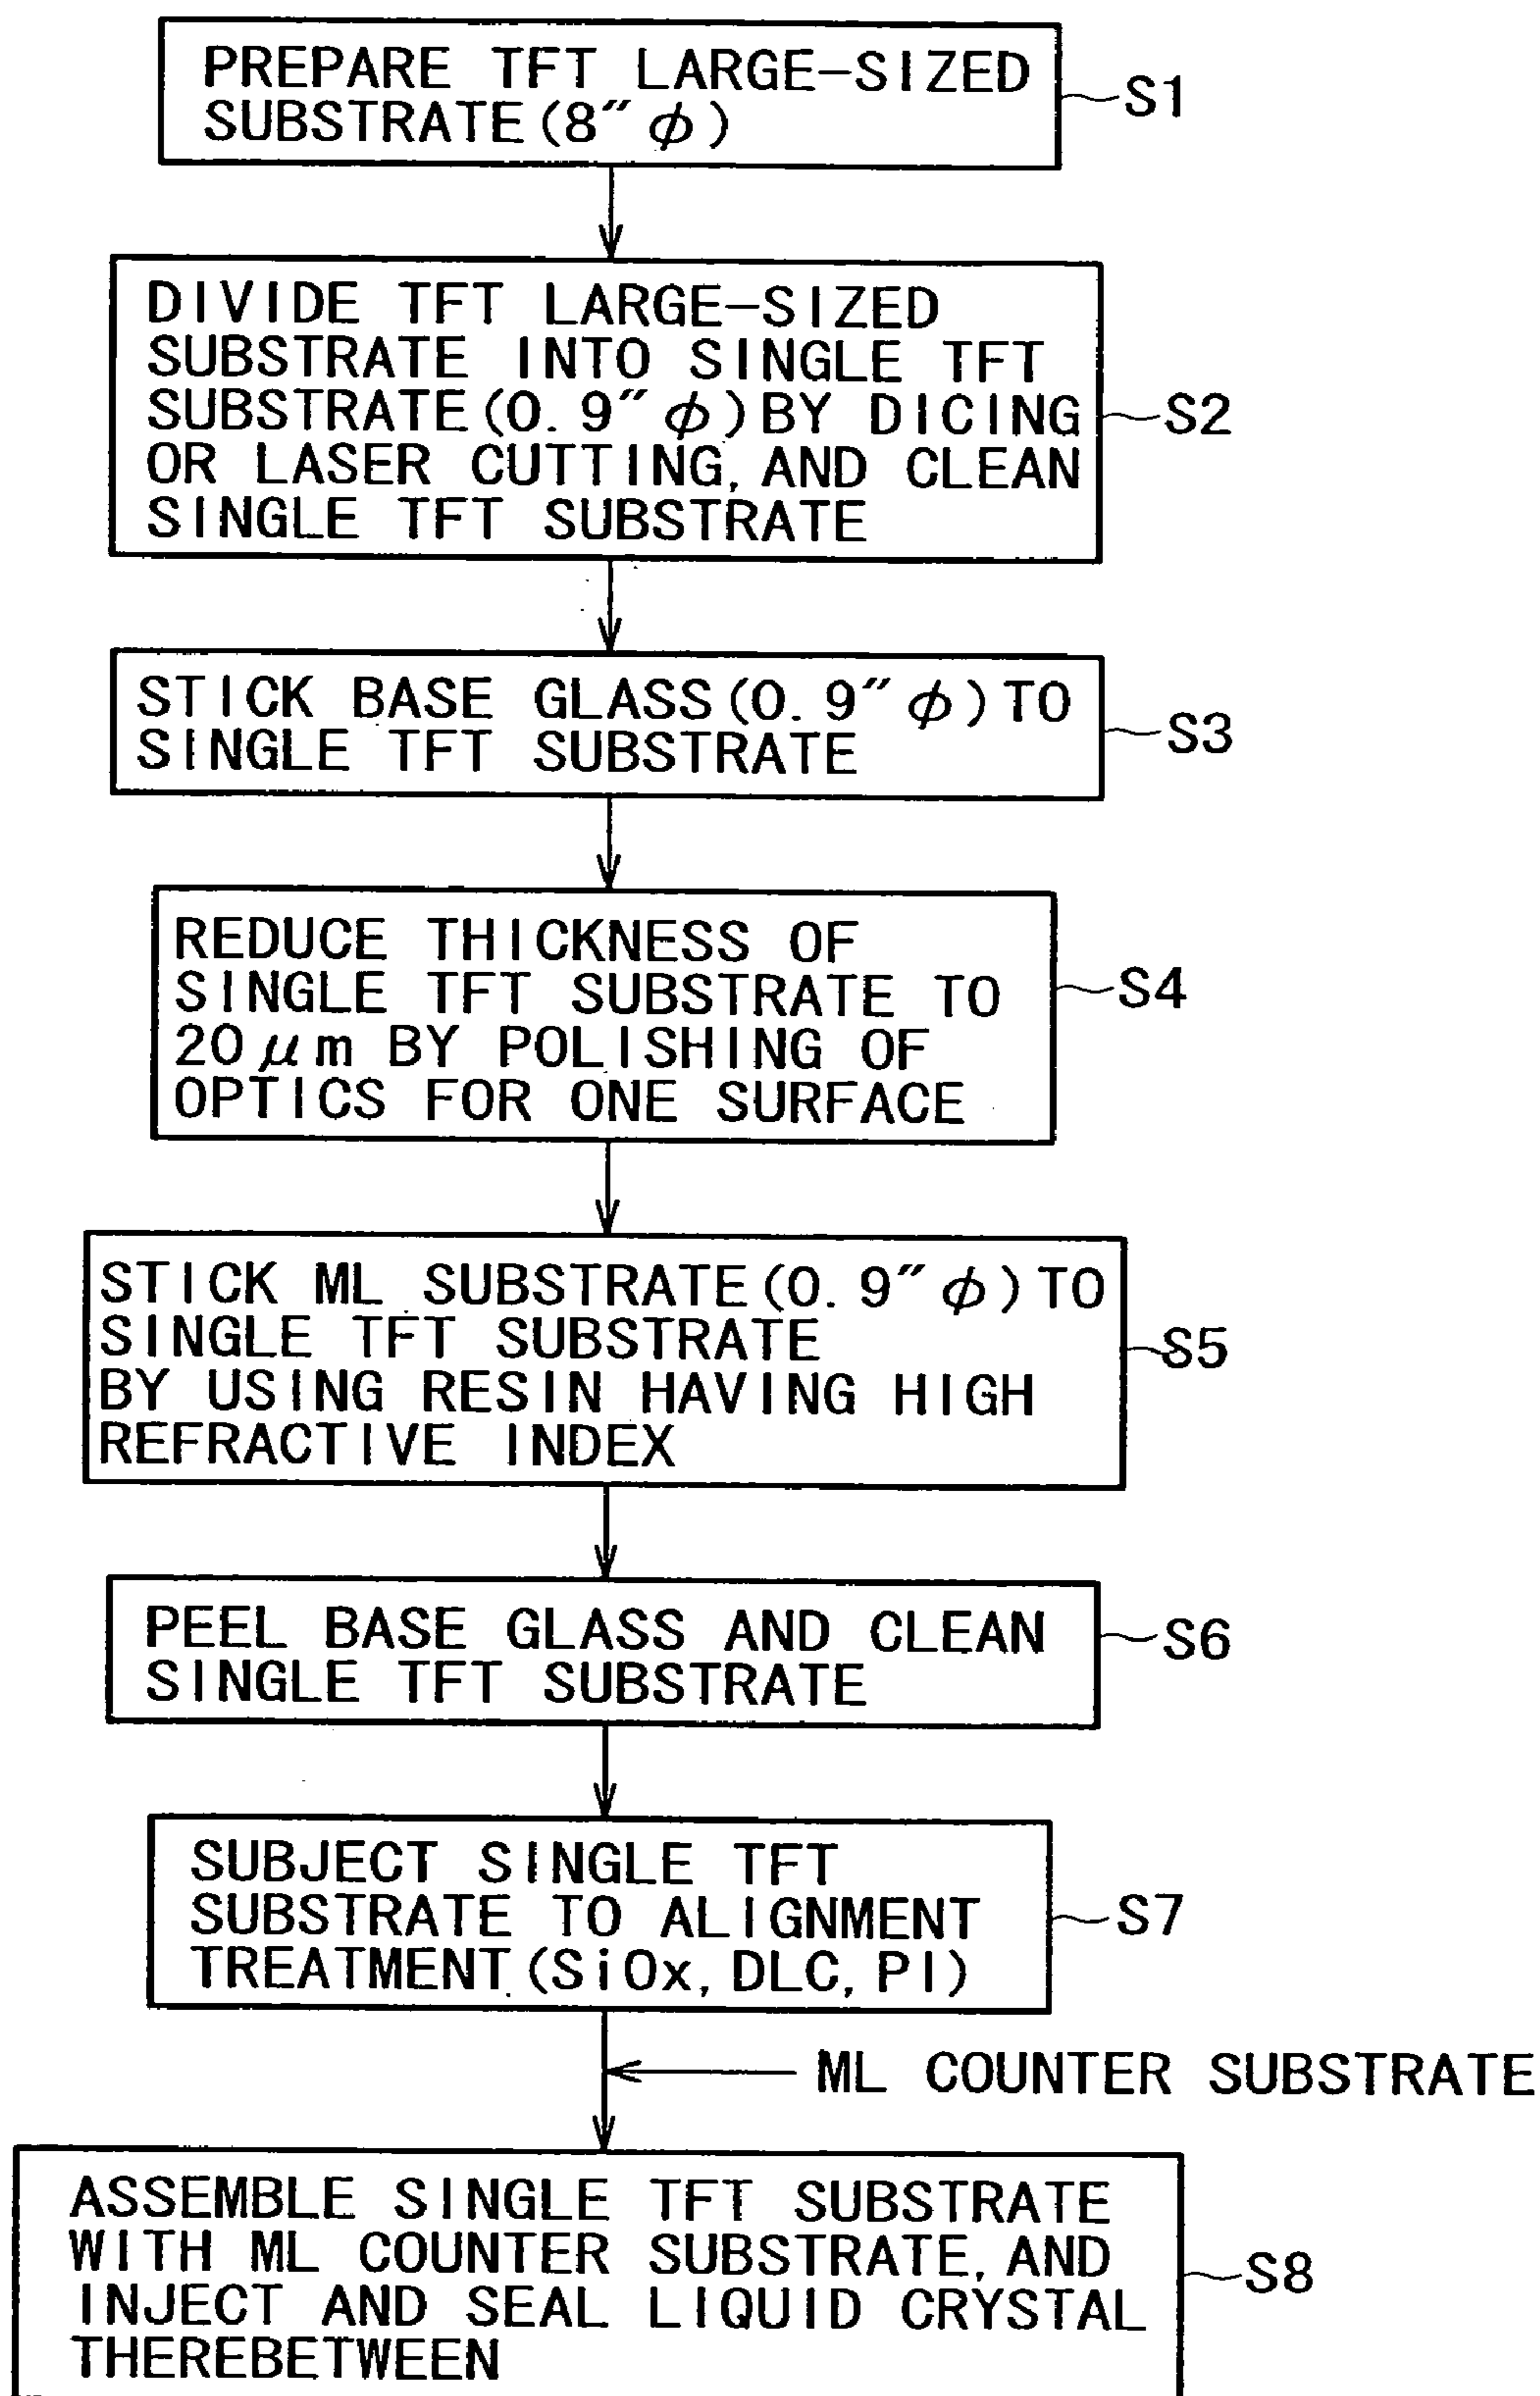 PREPARE TFT LARGE-SIZED
SUBSTRATE(8″φ)
S1
DIVIDE TFT LARGE-SIZED
SUBSTRATE INTO SINGLE TFT
SUBSTRATE(0.9″φ)BY DICING
OR LASER CUTTING, AND CLEAN
SINGLE TFT SUBSTRATE
S2
STICK BASE GLASS(0.9″φ)TO
SINGLE TFT SUBSTRATE
S3
REDUCE THICKNESS OF
SINGLE TFT SUBSTRATE TO
20μm BY POLISHING OF
OPTICS FOR ONE SURFACE
S4
STICK ML SUBSTRATE(0.9″φ)TO
SINGLE TFT SUBSTRATE
BY USING RESIN HAVING HIGH
REFRACTIVE INDEX
S5
PEEL BASE GLASS AND CLEAN
SINGLE TFT SUBSTRATE
S6
SUBJECT SINGLE TFT
SUBSTRATE TO ALIGNMENT
TREATMENT(SiOx, DLC, PI)
S7
ML COUNTER SUBSTRATE
ASSEMBLE SINGLE TFT SUBSTRATE
WITH ML COUNTER SUBSTRATE, AND
INJECT AND SEAL LIQUID CRYSTAL
THEREBETWEEN
S8